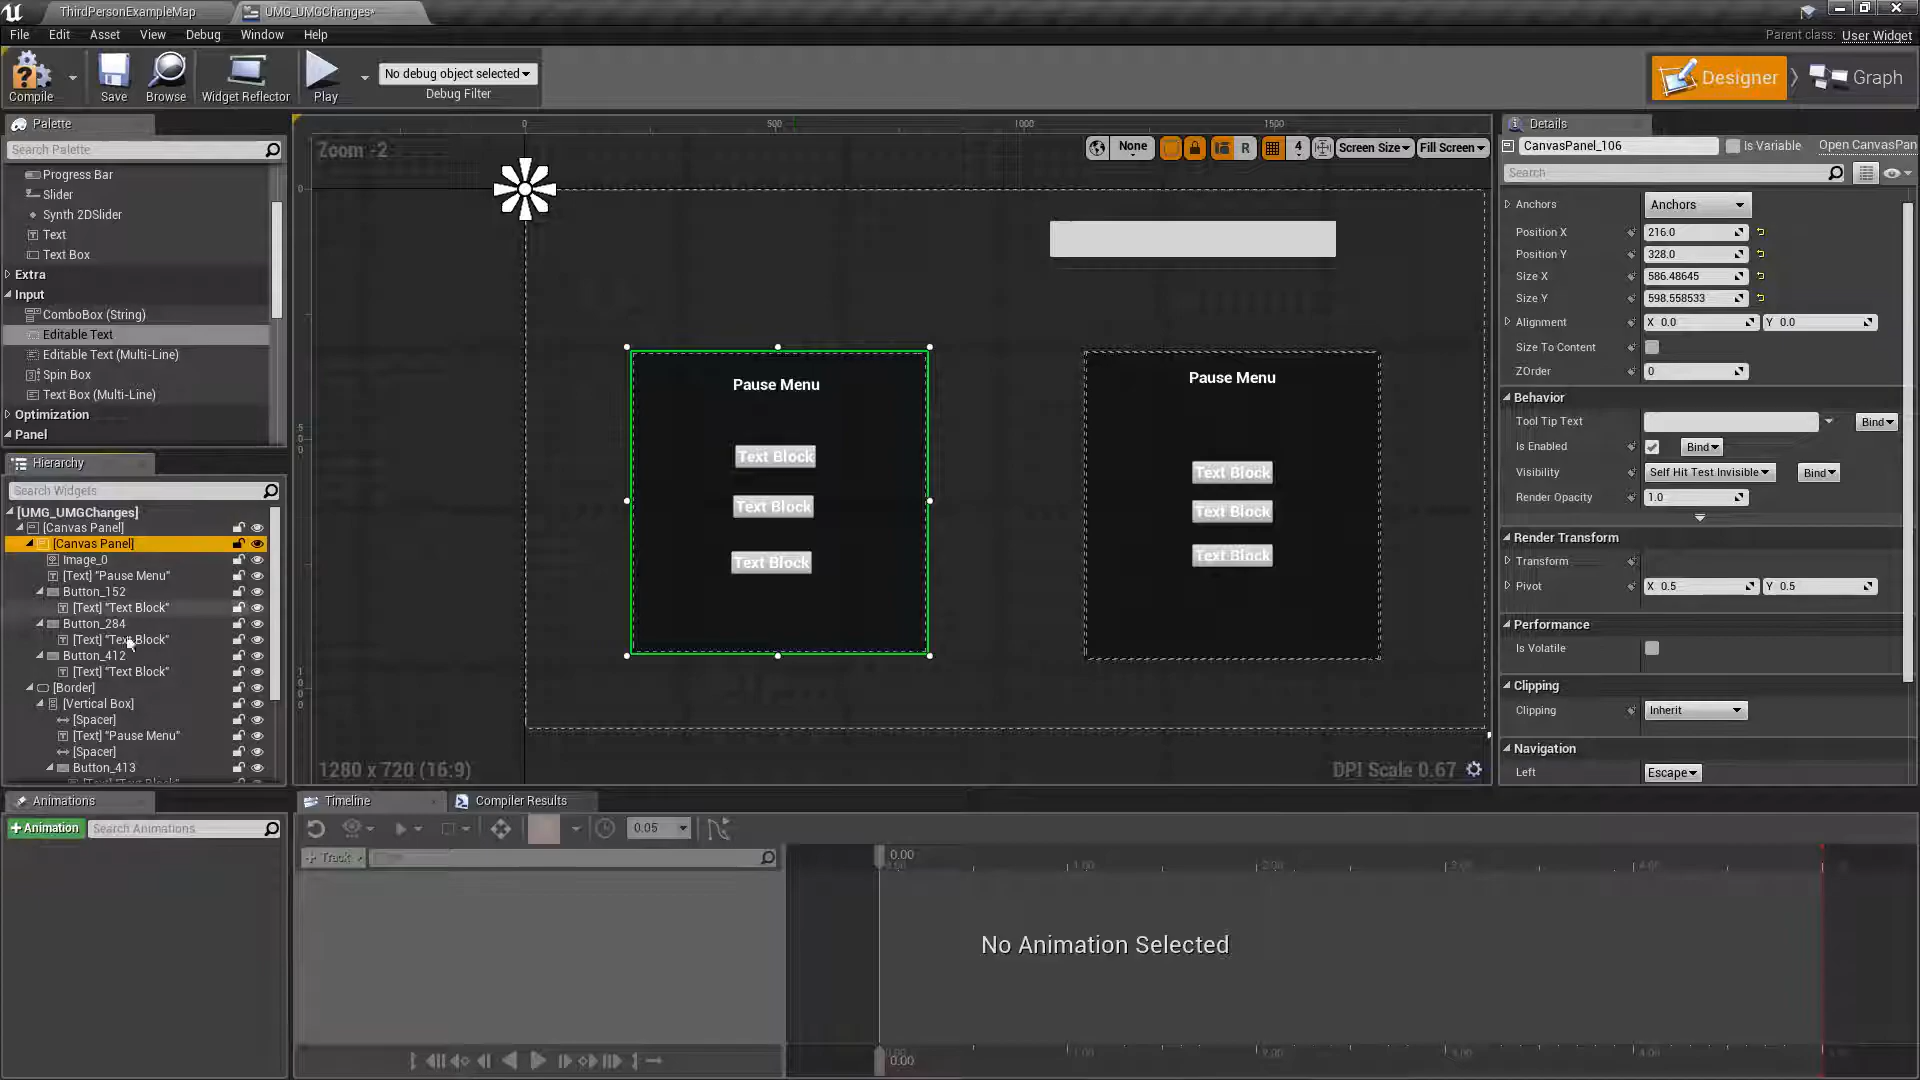 ThirdPersonExampleMap
UMG_UMGChanges*
File Edit Asset View Debug Window Help
Parent class: User Widget
Compile
Save
Browse
Widget Reflector
Play
No debug object selected
Debug Filter
Designer
Graph
Palette
Search Palette
Progress Bar
Slider
Synth 2DSlider
Text
Text Box
Extra
Input
ComboBox (String)
Editable Text
Editable Text (Multi-Line)
Spin Box
Text Box (Multi-Line)
Optimization
Panel
Hierarchy
Search Widgets
[UMG_UMGChanges]
[Canvas Panel]
[Canvas Panel]
Image_0
[Text] "Pause Menu"
Button_152
[Text] "Text Block"
Button_284
[Text] "Text Block"
Button_412
[Text] "Text Block"
[Border]
[Vertical Box]
[Spacer]
[Text] "Pause Menu"
[Spacer]
Button_413
0 500 1000 1500
Zoom -2
None
R
4
Screen Size
Fill Screen
0
Pause Menu
Text Block
Text Block
Text Block
Pause Menu
Text Block
Text Block
Text Block
1280 x 720 (16:9)
DPI Scale 0.67
Details
CanvasPanel_106
Is Variable
Open CanvasPan
Search
Anchors Anchors
Position X 216.0
Position Y 328.0
Size X 586.48645
Size Y 598.558533
Alignment X 0.0 Y 0.0
Size To Content
ZOrder 0
Behavior
Tool Tip Text Bind
Is Enabled Bind
Visibility Self Hit Test Invisible Bind
Render Opacity 1.0
Render Transform
Transform
Pivot X 0.5 Y 0.5
Performance
Is Volatile
Clipping
Clipping Inherit
Navigation
Left Escape
Animations
+Animation
Search Animations
Timeline
Compiler Results
0.05
+ Track
0.00
No Animation Selected
0.00